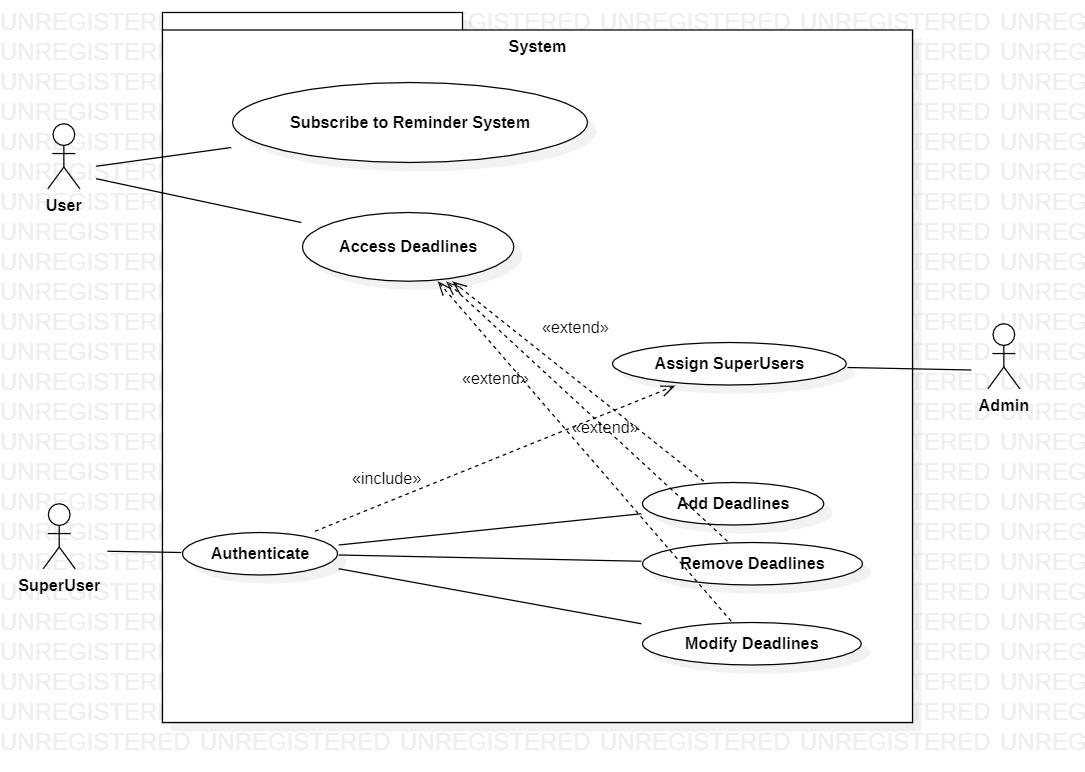 UNREGISTERED UNREGISTERED UNREGISTERED UNREGISTERED UNREGISTERED UNREG
System
Subscribe to Reminder System
User
Access Deadlines
«extend»
Assign SuperUsers
«extend»
Admin
«extend»
«include»
Add Deadlines
Authenticate
Remove Deadlines
SuperUser
Modify Deadlines